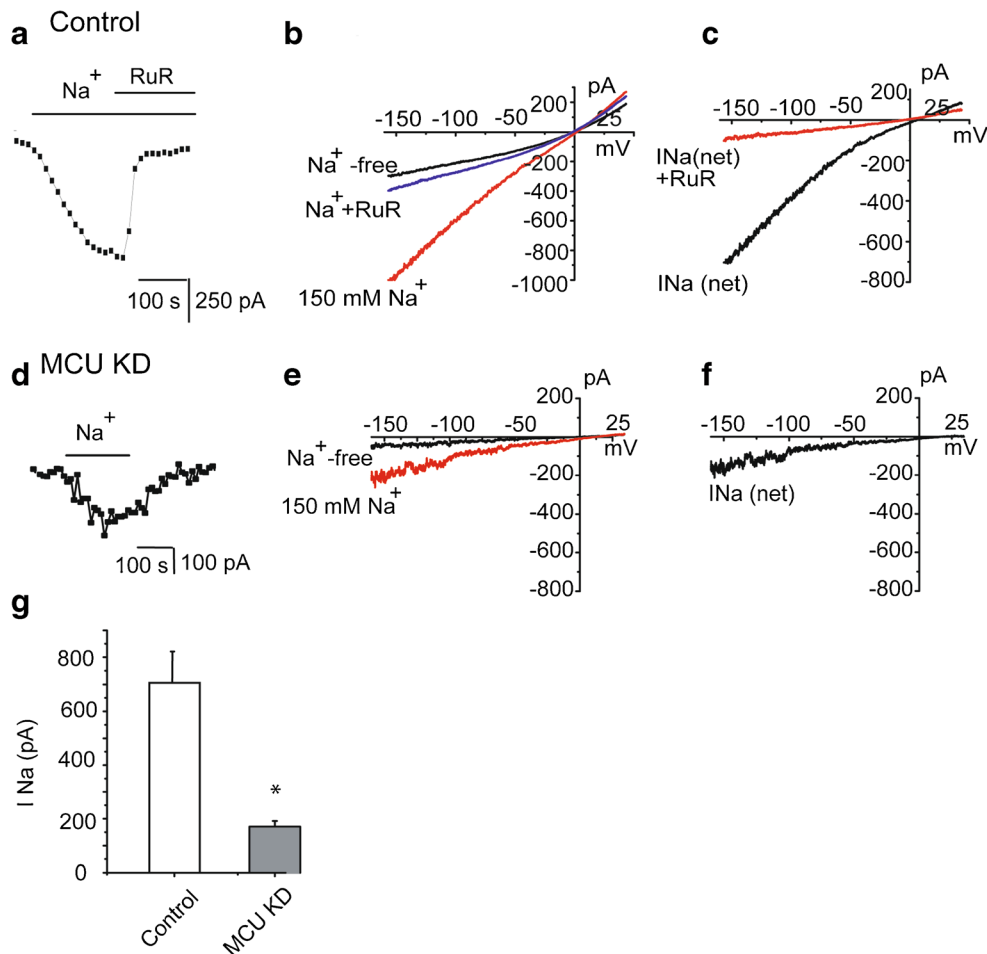 a Control
Na+ RuR
100 s 250 pA
b
pA
-150 -100 -50 25
mV
200
-200
-400
-600
-800
-1000
Na+ -free
Na+ +RuR
150 mM Na+
c
pA
-150 -100 -50 25
mV
200
-200
-400
-600
-800
INa(net)
+RuR
INa (net)
d MCU KD
Na+
100 s 100 pA
e
pA
-150 -100 -50 25
mV
200
-200
-400
-600
-800
Na+-free
150 mM Na+
f
pA
-150 -100 -50 25
mV
200
-200
-400
-600
-800
INa (net)
g
I Na (pA)
800
600
400
200
0
*
Control
MCU KD